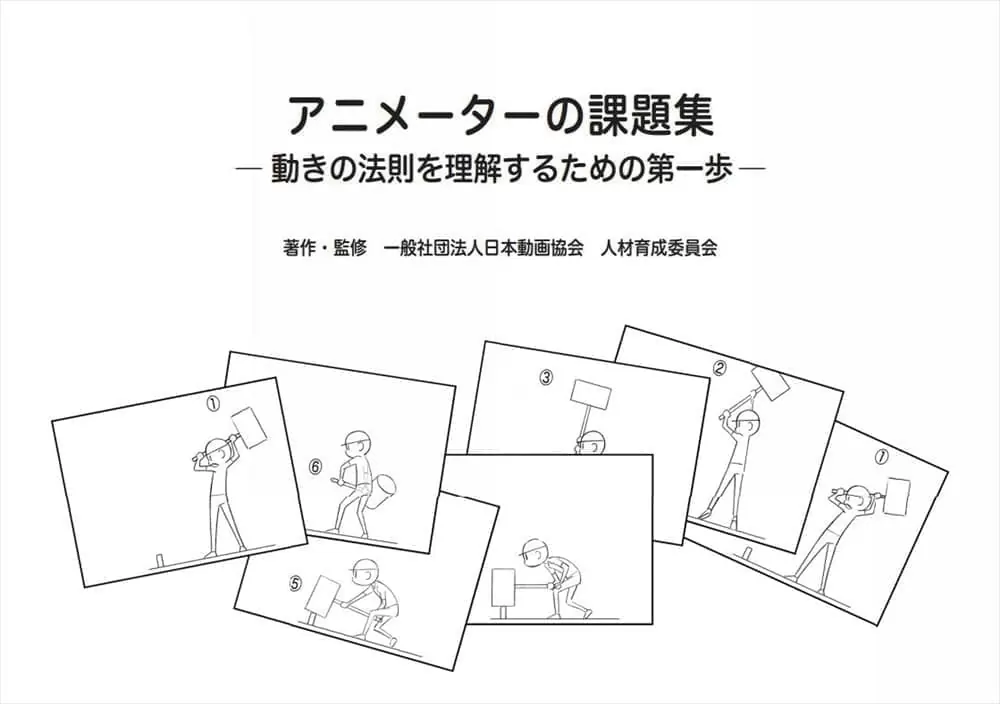 アニメーターの課題集
― 動きの法則を理解するための第一歩 ―
著作・監修　一般社団法人日本動画協会　人材育成委員会
①
⑥
⑤
③
②
①